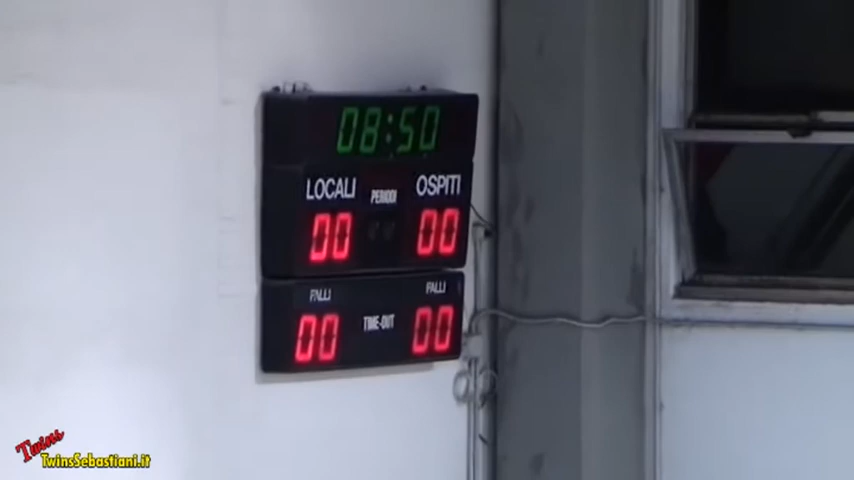 08:50
LOCALI PERIODI OSPITI
00 00
FALLI FALLI
00 TIME-OUT 00
Twins
TwinsSebastiani.it